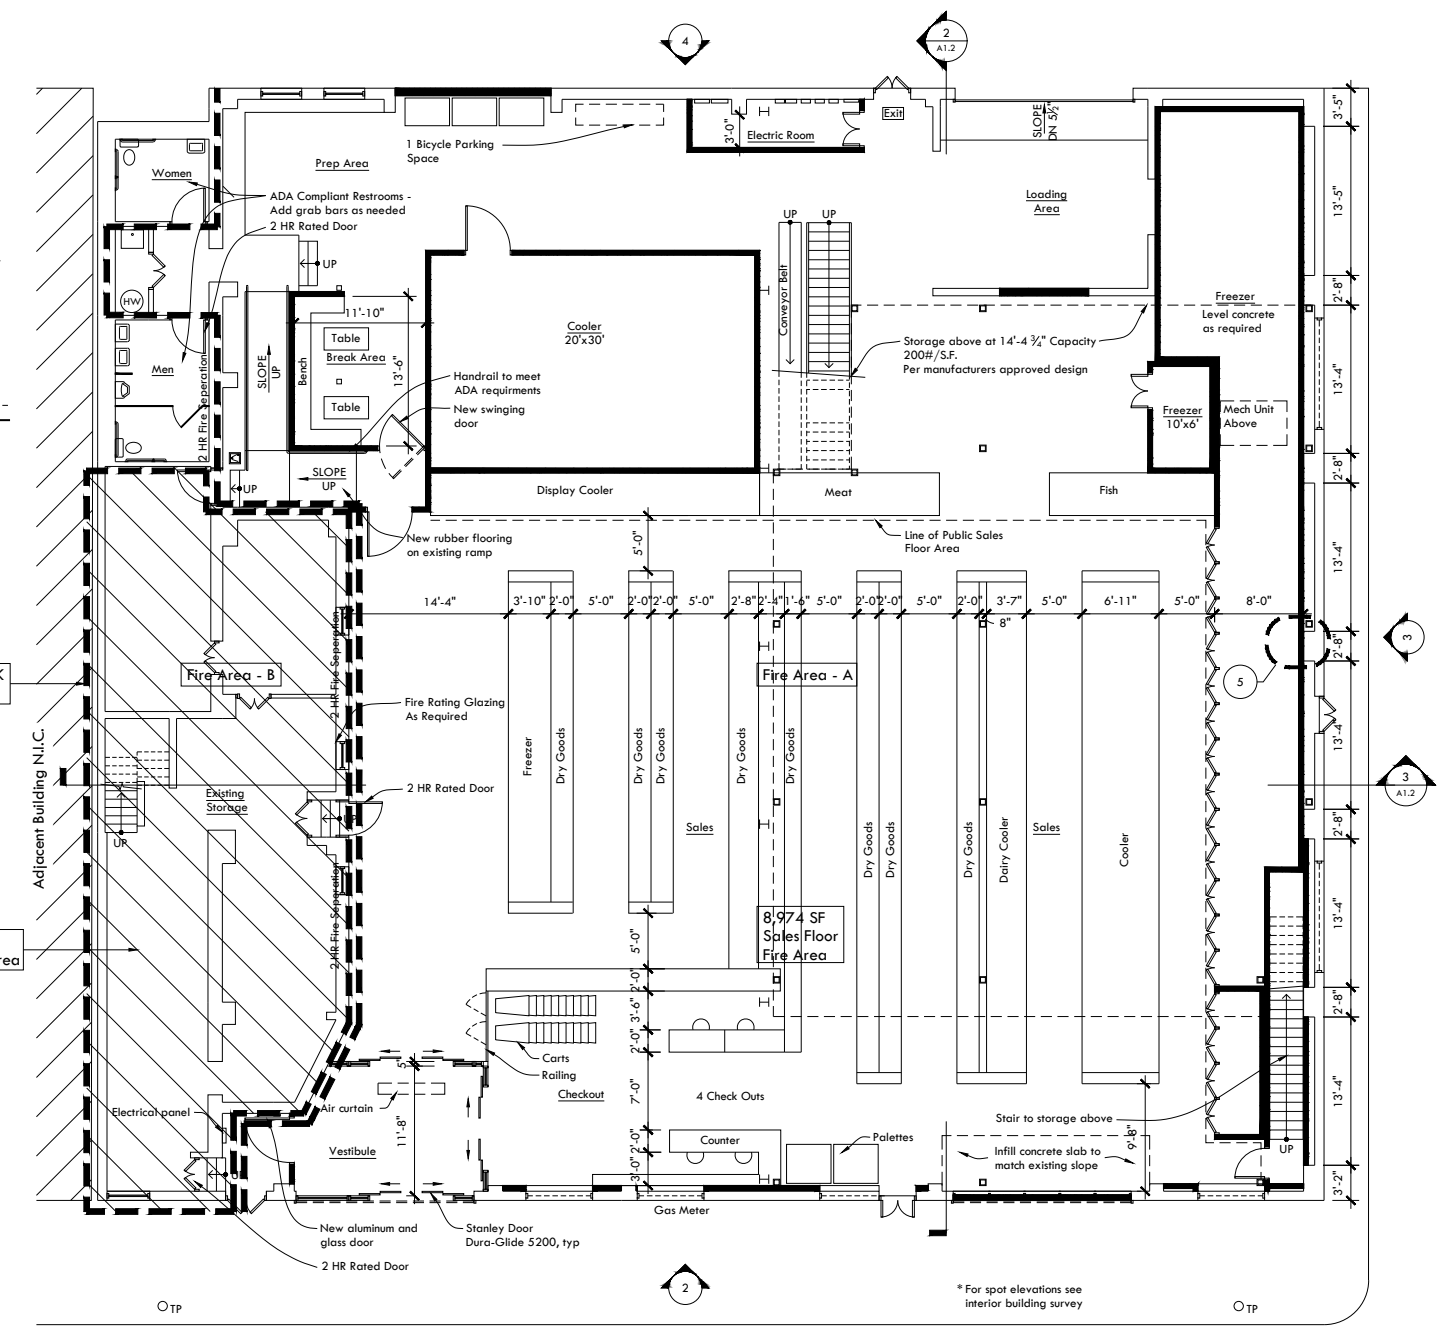 4
2
A1.2
3'-5"
Exit
SLOPE
DN 5/2"
3'-0"
Electric Room
1 Bicycle Parking
Space
Prep Area
Women
ADA Compliant Restrooms -
Add grab bars as needed
2 HR Rated Door
Loading
Area
13'-5"
UP
UP
UP
2'-8"
HW
Conveyor Belt
Freezer
Level concrete
as required
11'-10"
Cooler
20'x30'
Table
Break Area
Bench
13'-6"
SLOPE
UP
Storage above at 14'-4 ¾" Capacity
200#/S.F.
Per manufacturers approved design
13'-4"
Men
2 HR Fire Seperation
Handrail to meet
ADA requirments
New swinging
door
Table
Freezer
10'x6'
Mech Unit
Above
2'-8"
SLOPE
UP
UP
Display Cooler
Meat
Fish
New rubber flooring
on existing ramp
5'-0"
Line of Public Sales
Floor Area
13'-4"
14'-4"
3'-10"
2'-0"
5'-0"
2'-0"
2'-0"
5'-0"
2'-8"
2'-4"
1'-6"
5'-0"
2'-0"
2'-0"
5'-0"
2'-0"
3'-7"
5'-0"
6'-11"
5'-0"
8'-0"
8"
2'-8"
3
2 HR Fire Seperation
K
Fire Area - B
Fire Area - A
5
Fire Rating Glazing
As Required
13'-4
Adjacent Building N.I.C.
Freezer
Dry Goods
Dry Goods
Dry Goods
Dry Goods
Dry Goods
Existing
Storage
2 HR Rated Door
3
A1.2
UP
UP
Sales
Sales
2'-8"
Dry Goods
Dry Goods
Dry Goods
Dairy Cooler
Cooler
2 HR Fire Seperation
13'-4"
8,974 SF
Sales Floor
Fire Area
rea
5'-0"
2'-0"
3'-6"
2'-0"
2'-8"
Carts
Railing
5'
Checkout
7'-0"
4 Check Outs
13'-4"
Electrical panel
Air curtain
11'-8"
Vestibule
2'-0"
Counter
Palettes
Stair to storage above
9'-8"
Infill concrete slab to
match existing slope
UP
3'-0"
3'-2"
Gas Meter
New aluminum and
glass door
Stanley Door
Dura-Glide 5200, typ
2 HR Rated Door
2
* For spot elevations see
interior building survey
TP
TP